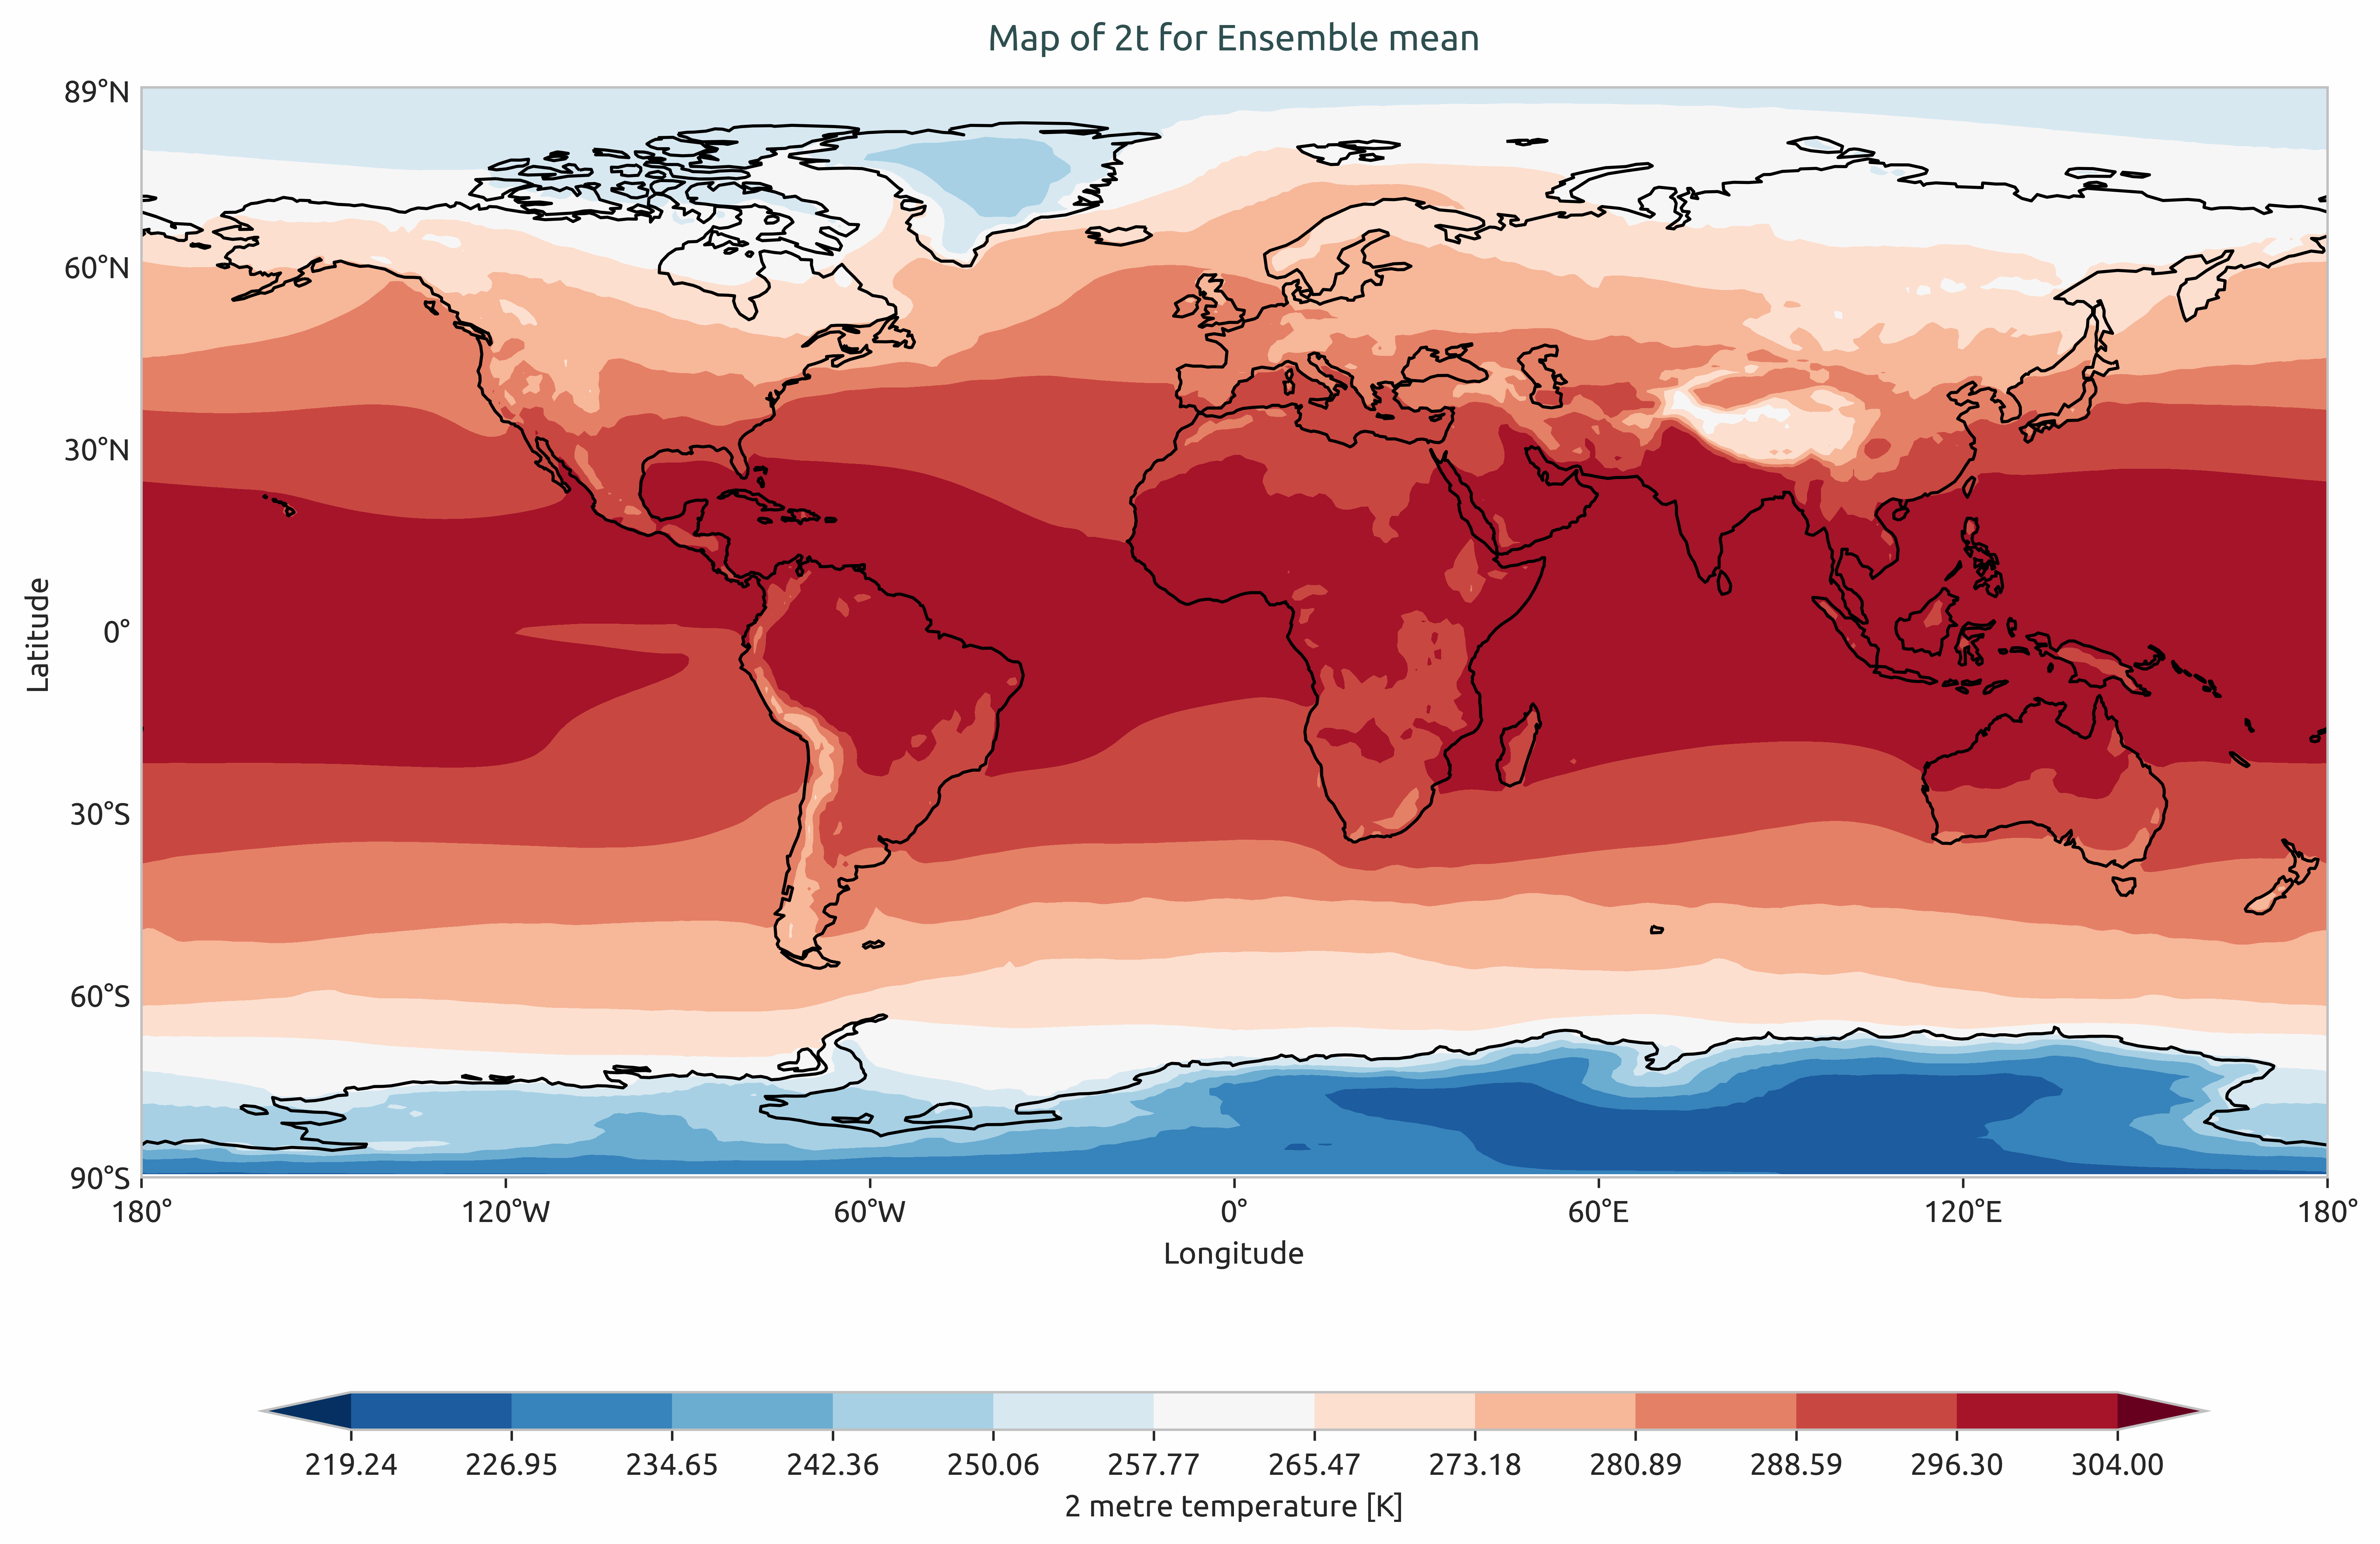 Map of 2t for Ensemble mean
89°N
60°N
30°N
0°
30°S
60°S
90°S
Latitude
180° 120°W 60°W 0° 60°E 120°E 180°
Longitude
219.24 226.95 234.65 242.36 250.06 257.77 265.47 273.18 280.89 288.59 296.30 304.00
2 metre temperature [K]